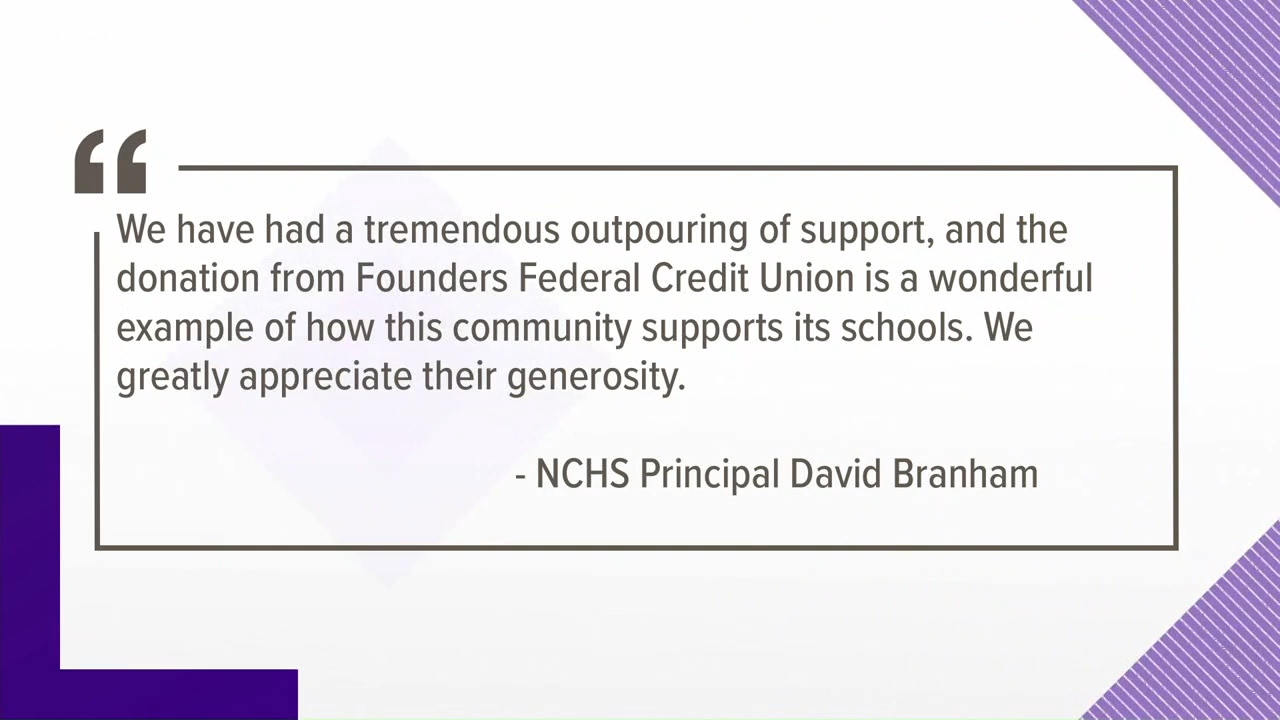 “
We have had a tremendous outpouring of support, and the
donation from Founders Federal Credit Union is a wonderful
example of how this community supports its schools. We
greatly appreciate their generosity.
- NCHS Principal David Branham